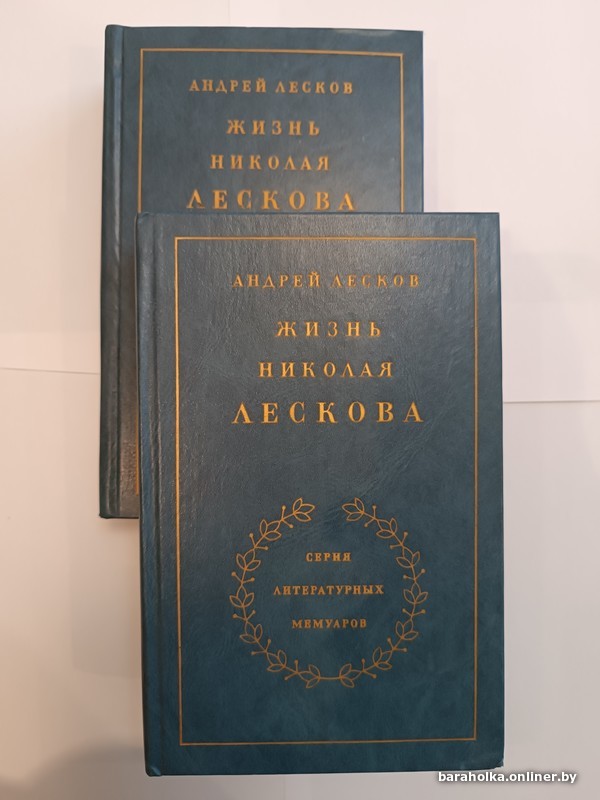 АНДРЕЙ ЛЕСКОВ
ЖИЗНЬ
НИКОЛАЯ
ЛЕСКОВА
АНДРЕЙ ЛЕСКОВ
ЖИЗНЬ
НИКОЛАЯ
ЛЕСКОВА
СЕРИЯ
ЛИТЕРАТУРНЫХ
МЕМУАРОВ
baraholka.onliner.by